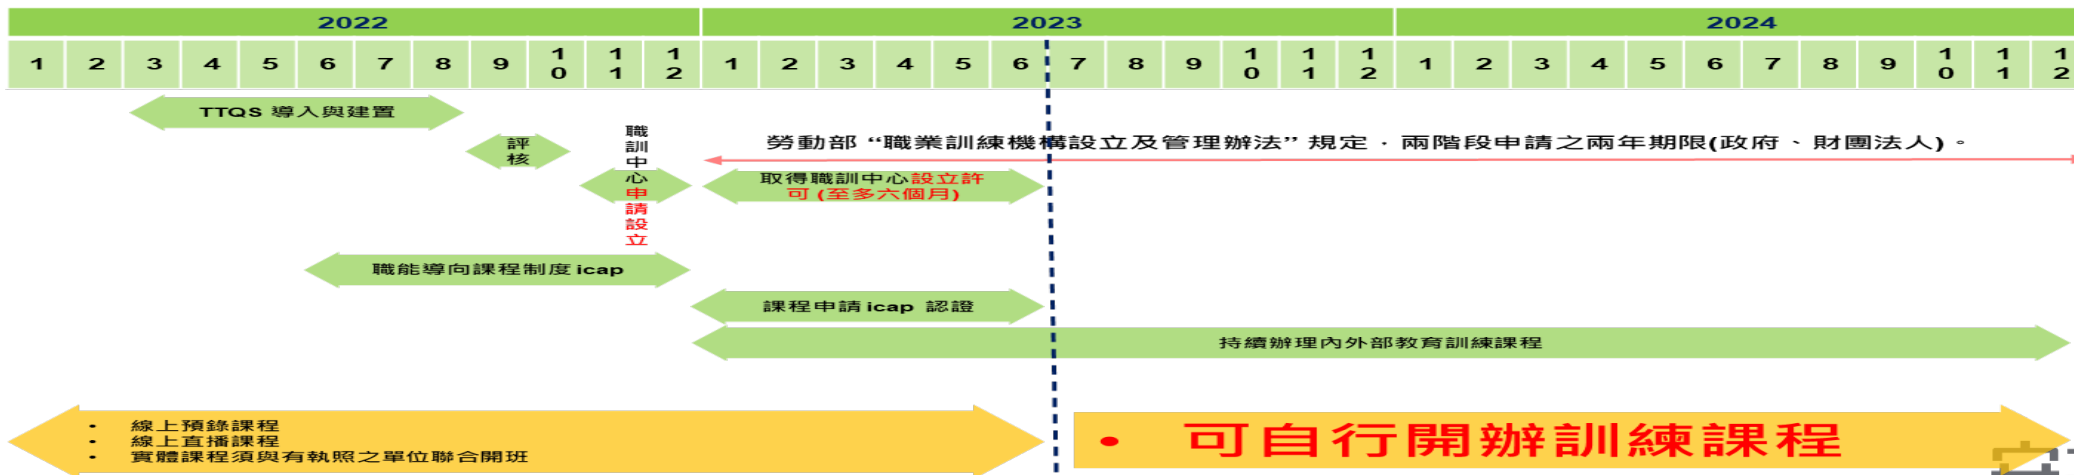 2022 2023 2024
1 2 3 4 5 6 7 8 9 10 11 12 1 2 3 4 5 6 7 8 9 10 11 12 1 2 3 4 5 6 7 8 9 10 11 12
TTQS 導入與建置
評核
職訓中心申請設立
勞動部 “職業訓練機構設立及管理辦法” 規定．兩階段申請之兩年期限(政府、財團法人)。
取得職訓中心設立許
可 (至多六個月)
職能導向課程制度 icap
課程申請 icap 認證
持續辦理內外部教育訓練課程
• 線上預錄課程
• 線上直播課程
• 實體課程須與有執照之單位聯合開班
• 可自行開辦訓練課程